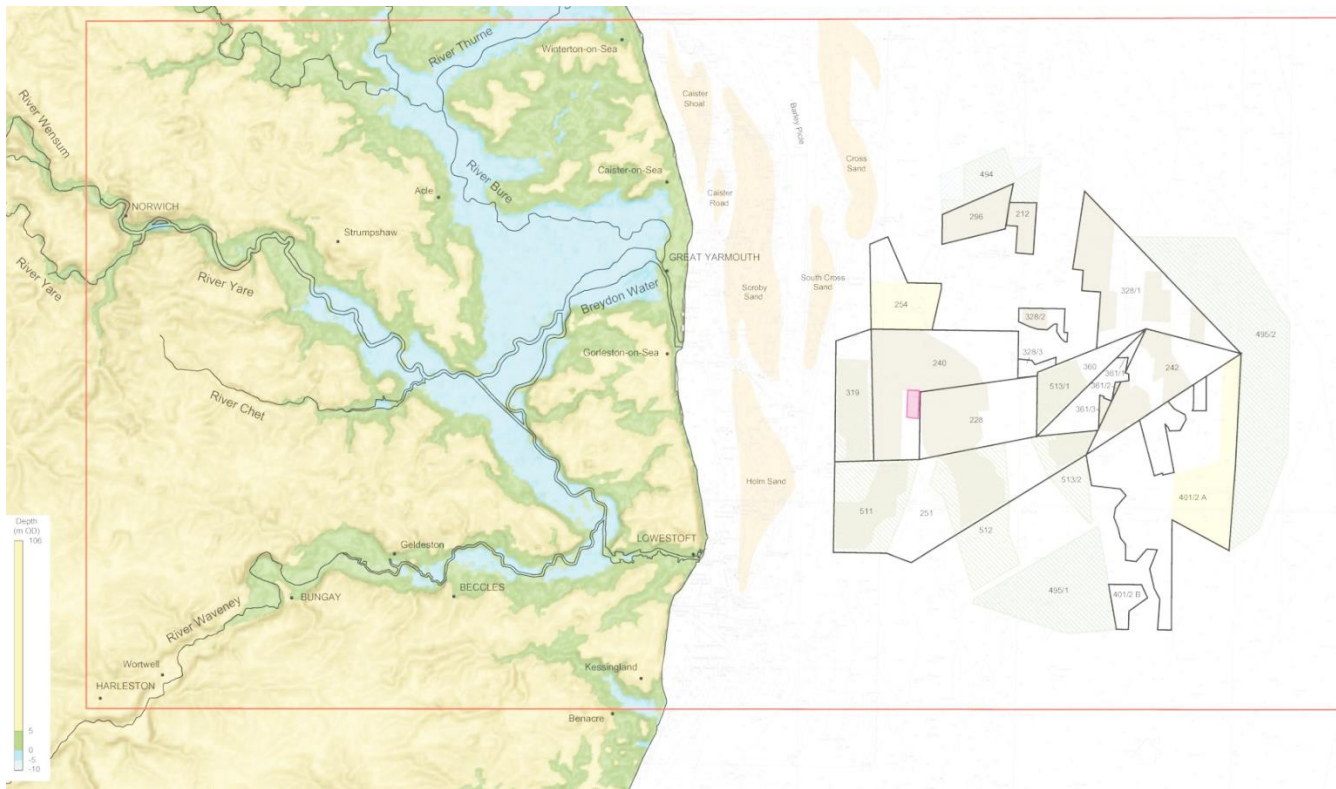 River Thurne
Winterton-on-Sea
Caister
Shoal
Barley Picle
River Wensum
Cross
Sand
Caister-on-Sea
River Bure
494
Acle
Caister
Road
NORWICH
296
212
Strumpshaw
River Yare
River Yare
GREAT YARMOUTH
Breydon Water
Scroby
Sand
South Cross
Sand
254
328/1
328/2
495/2
328/3
Gorleston-on-Sea
240
360
361/1
242
River Chet
319
513/1
361/2
361/3
228
Holm Sand
513/2
401/2 A
511
251
512
Depth
(m OD)
106
5
0
-5
-10
Geldeston
LOWESTOFT
BECCLES
BUNGAY
River Waveney
495/1
401/2 B
Wortwell
HARLESTON
Kessingland
Benacre